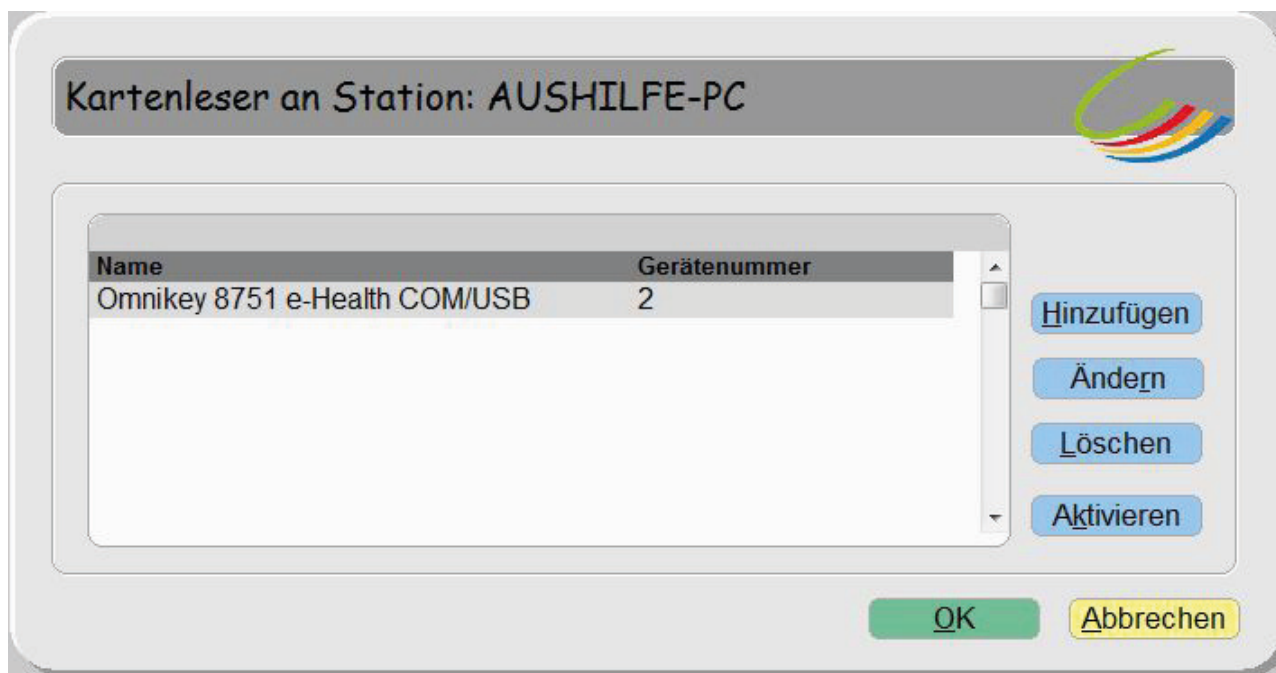 Kartenleser an Station: AUSHILFE-PC
Name Gerätenummer
Omnikey 8751 e-Health COM/USB 2
Hinzufügen
Ändern
Löschen
Aktivieren
OK Abbrechen